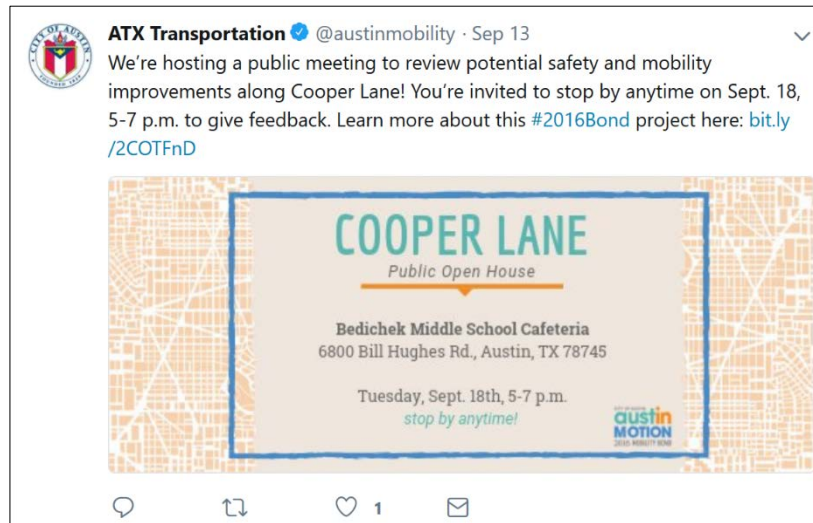 ATX Transportation @austinmobility · Sep 13
We're hosting a public meeting to review potential safety and mobility
improvements along Cooper Lane! You're invited to stop by anytime on Sept. 18,
5-7 p.m. to give feedback. Learn more about this #2016Bond project here: bit.ly
/2COTFnD
COOPER LANE
Public Open House
Bedichek Middle School Cafeteria
6800 Bill Hughes Rd., Austin, TX 78745
Tuesday, Sept. 18th, 5-7 p.m.
stop by anytime!
austin
MOTION
2016 MOBILITY BOND
1
CITY OF AUSTIN